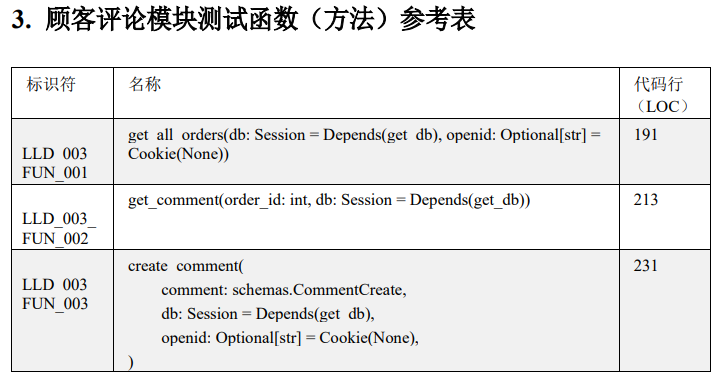 3. 顾客评论模块测试函数（方法）参考表
标识符
名称
代码行
（LOC）
LLD 003
FUN_001
get all orders(db: Session = Depends(get db), openid: Optional[str] =
Cookie(None))
191
LLD_003_
FUN_002
get_comment(order_id: int, db: Session = Depends(get_db))
213
LLD 003
FUN_003
create comment(
comment: schemas.CommentCreate,
db: Session = Depends(get db),
openid: Optional[str] = Cookie(None),
)
231